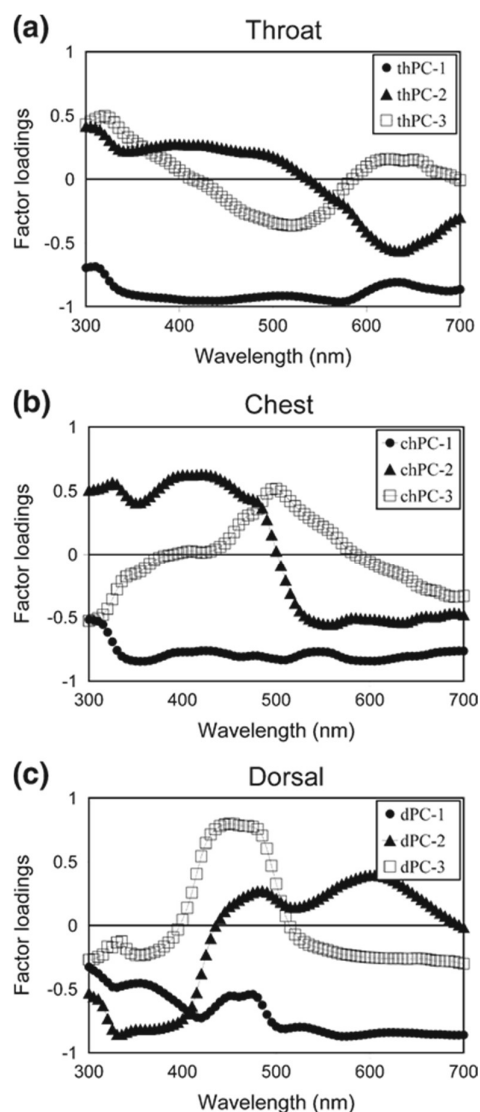 (a)
Throat
thPC-1
thPC-2
thPC-3
Factor loadings
1
0.5
0
-0.5
-1
300 400 500 600 700
Wavelength (nm)
(b)
Chest
chPC-1
chPC-2
chPC-3
Factor loadings
1
0.5
0
-0.5
-1
300 400 500 600 700
Wavelength (nm)
(c)
Dorsal
dPC-1
dPC-2
dPC-3
Factor loadings
1
0.5
0
-0.5
-1
300 400 500 600 700
Wavelength (nm)